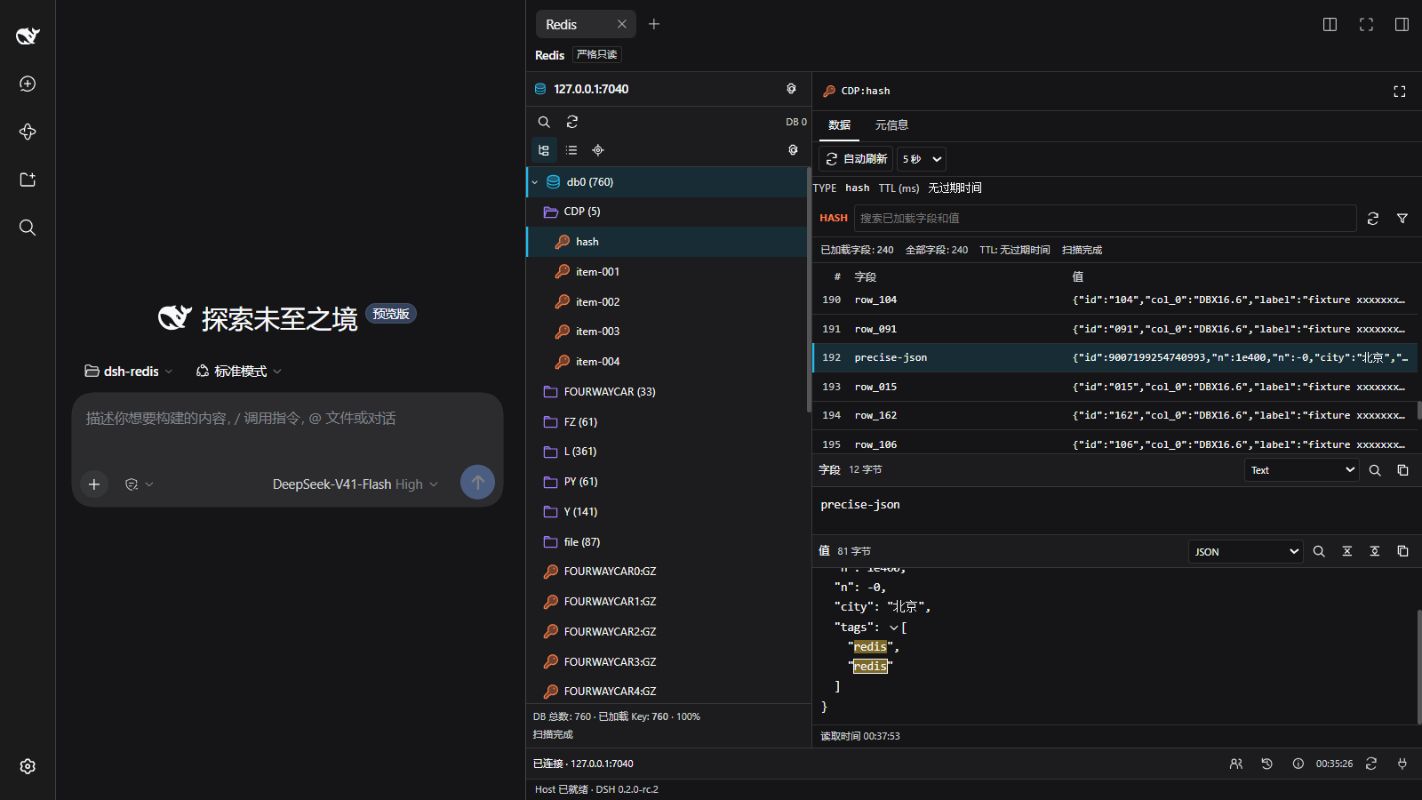 Redis
Redis 严格只读
127.0.0.1:7040
DB 0
db0 (760)
CDP (5)
hash
item-001
item-002
item-003
item-004
FOURWAYCAR (33)
FZ (61)
L (361)
PY (61)
Y (141)
file (87)
FOURWAYCAR0:GZ
FOURWAYCAR1:GZ
FOURWAYCAR2:GZ
FOURWAYCAR3:GZ
FOURWAYCAR4:GZ
DB 总数: 760 · 已加载 Key: 760 · 100%
扫描完成
探索未至之境 预览版
dsh-redis 标准模式
描述你想要构建的内容, / 调用指令, @ 文件或对话
DeepSeek-V41-Flash High
CDP:hash
数据 元信息
自动刷新 5 秒
TYPE hash TTL (ms) 无过期时间
HASH 搜索已加载字段和值
已加载字段: 240 全部字段: 240 TTL: 无过期时间 扫描完成
# 字段 值
190 row_104 {"id":"104","col_0":"DBX16.6","label":"fixture xxxxxxx…
191 row_091 {"id":"091","col_0":"DBX16.6","label":"fixture xxxxxxx…
192 precise-json {"id":9007199254740993,"n":1e400,"n":-0,"city":"北京","…
193 row_015 {"id":"015","col_0":"DBX16.6","label":"fixture xxxxxxx…
194 row_162 {"id":"162","col_0":"DBX16.6","label":"fixture xxxxxxx…
195 row_106 {"id":"106","col_0":"DBX16.6","label":"fixture xxxxxxx…
字段 12 字节 Text
precise-json
值 81 字节 JSON
"n": 1e400,
"n": -0,
"city": "北京",
"tags": [
"redis",
"redis"
]
}
读取时间 00:37:53
已连接 · 127.0.0.1:7040 00:35:26
Host 已就绪 · DSH 0.2.0-rc.2